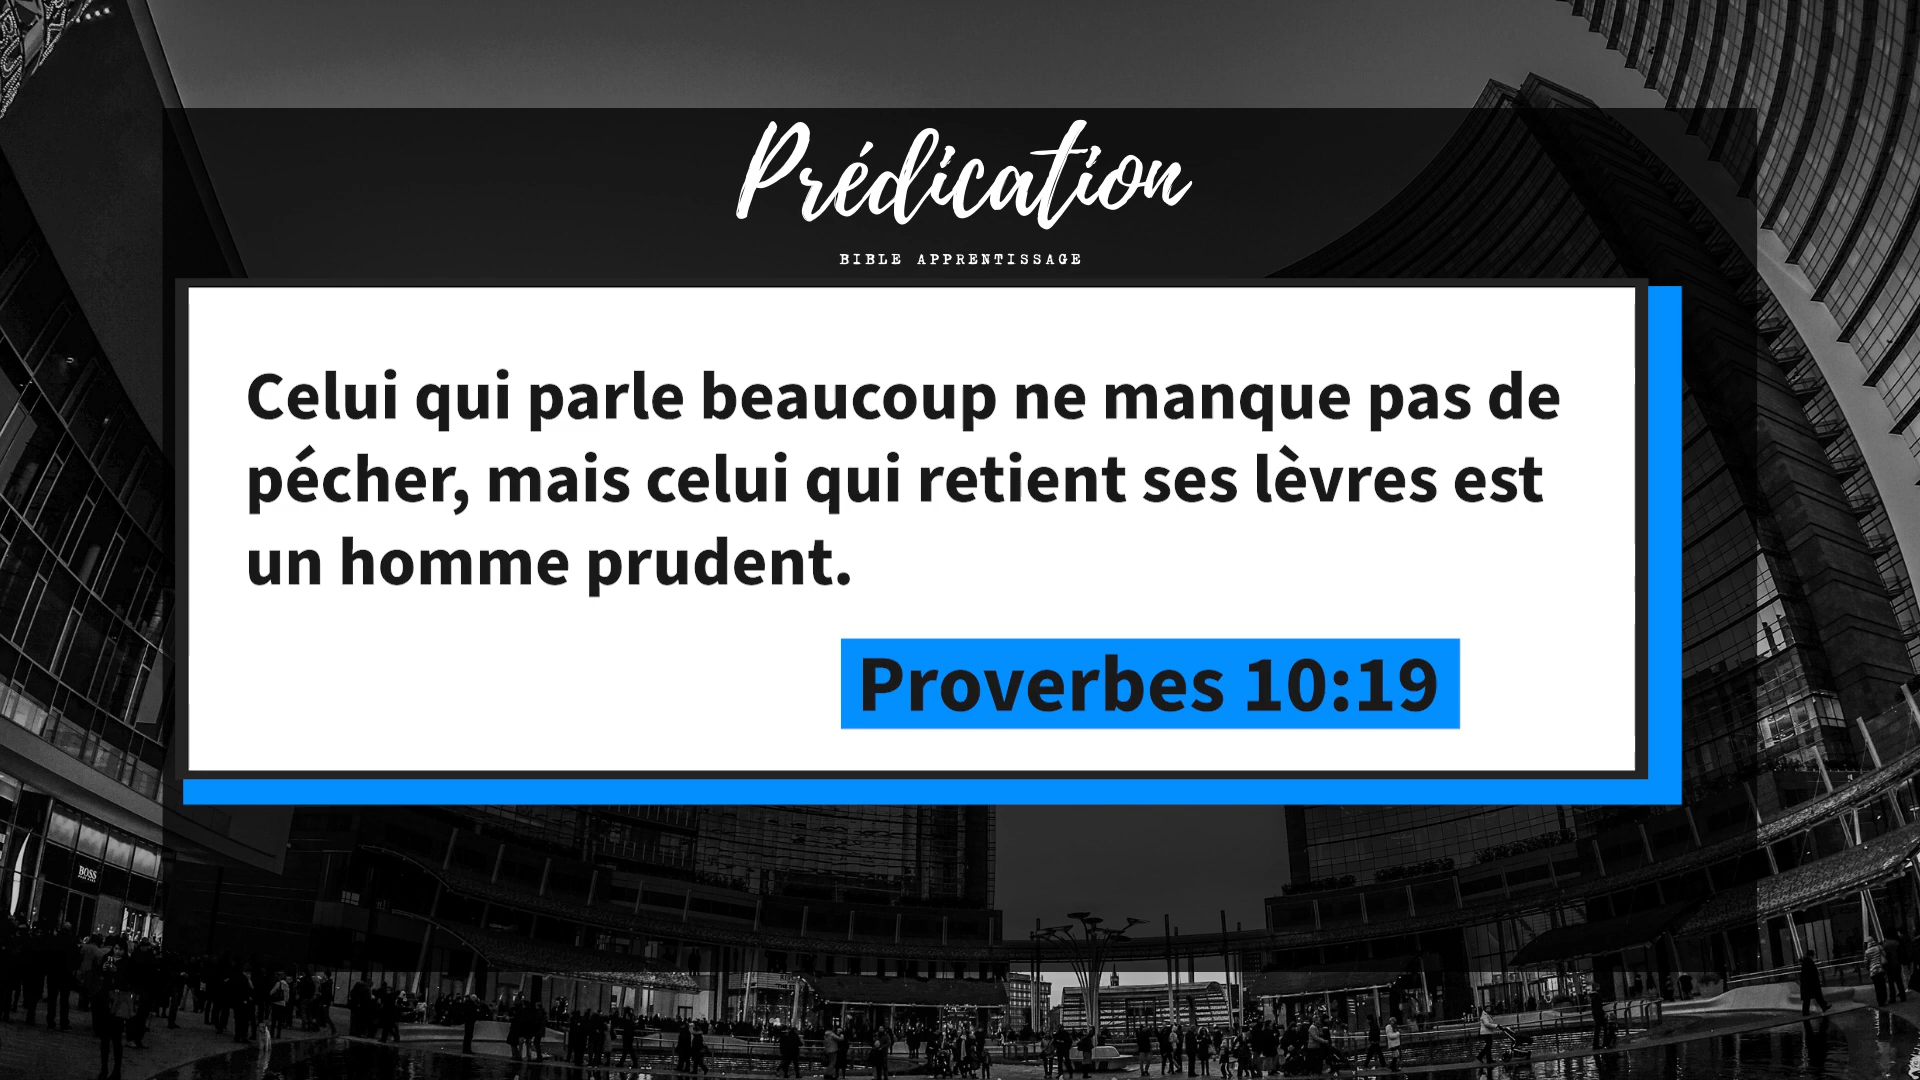 Prédication
BIBLE APPRENTISSAGE
Celui qui parle beaucoup ne manque pas de
pécher, mais celui qui retient ses lèvres est
un homme prudent.
Proverbes 10:19
BOSS